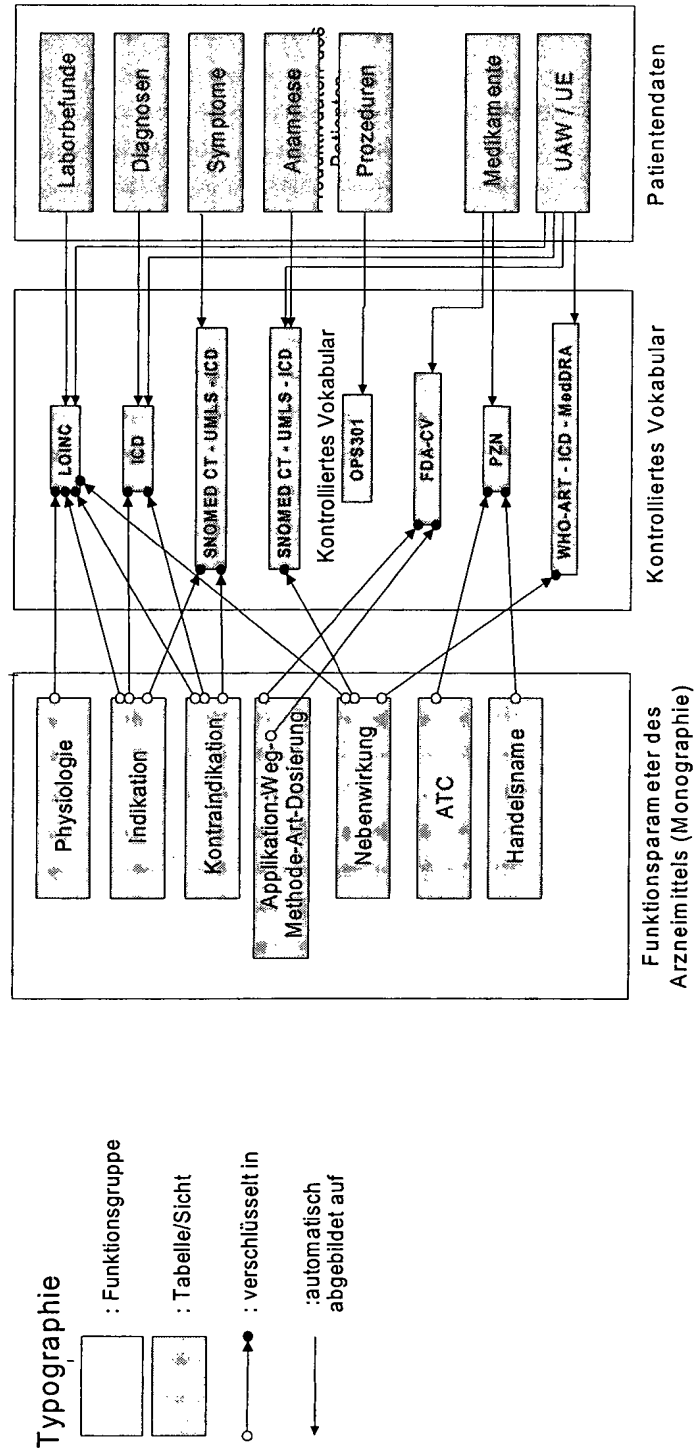 Typographie
: Funktionsgruppe
: Tabelle/Sicht
: verschlüsselt in
:automatisch
abgebildet auf
Physiologie
Indikation
Kontraindikation
Applikation:Weg-
Methode-Art-Dosierung
Nebenwirkung
ATC
Handelsname
Funktionsparameter des
Arzneimittels (Monographie)
LOINC
ICD
SNOMED CT - UMLS - ICD
SNOMED CT - UMLS - ICD
Kontrolliertes Vokabular
OPS301
FDA-CV
PZN
WHO-ART - ICD - MedDRA
Kontrolliertes Vokabular
Laborbefunde
Diagnosen
Symptome
Anamnese
Prozeduren
Medikamente
UAW / UE
Patientendaten